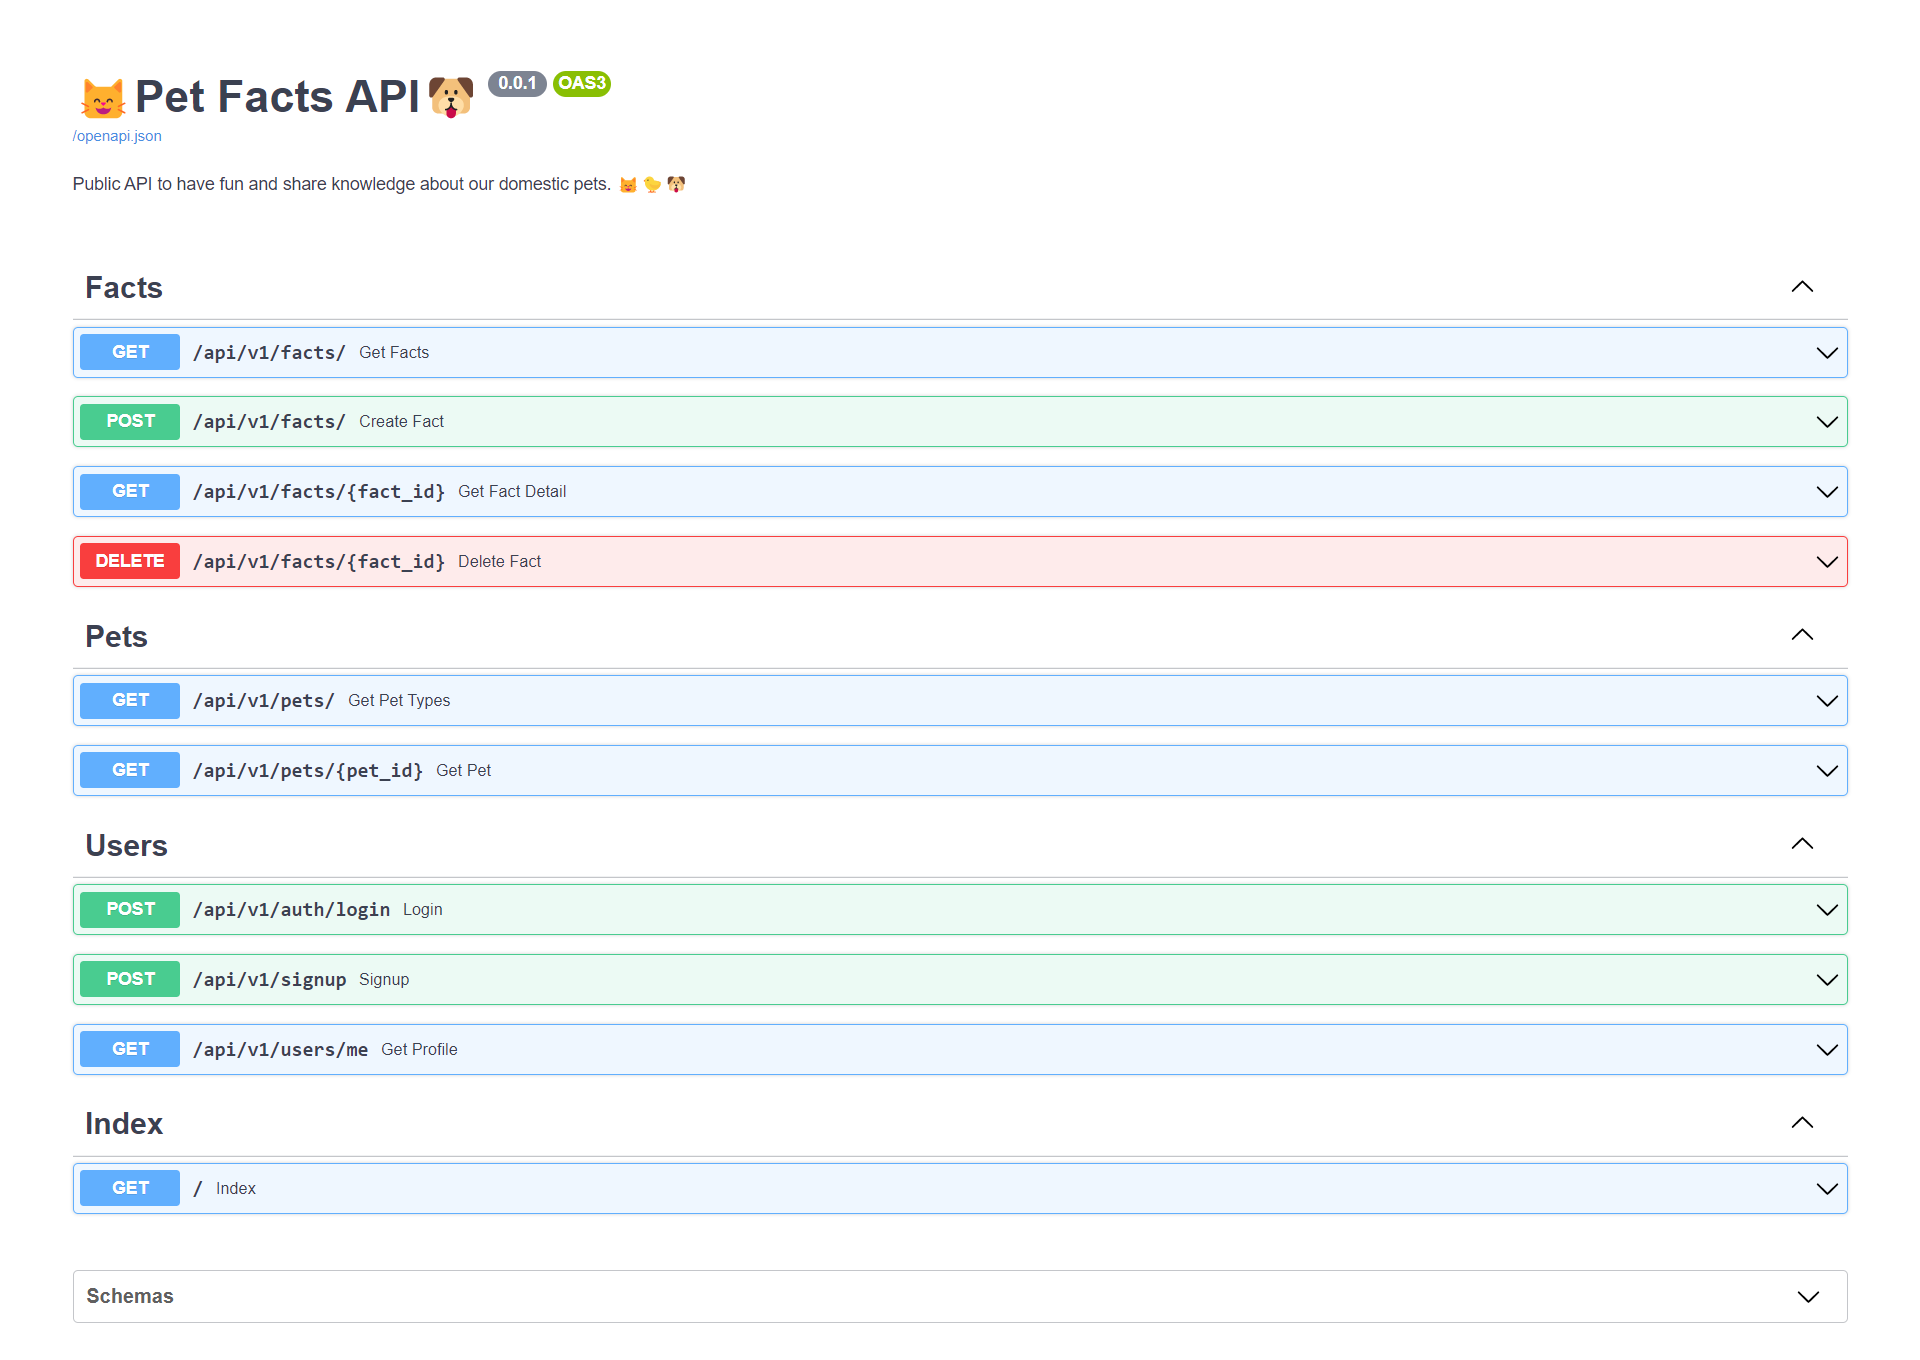 Pet Facts API 0.0.1 OAS3
/openapi.json
Public API to have fun and share knowledge about our domestic pets.
Facts
GET /api/v1/facts/ Get Facts
POST /api/v1/facts/ Create Fact
GET /api/v1/facts/{fact_id} Get Fact Detail
DELETE /api/v1/facts/{fact_id} Delete Fact
Pets
GET /api/v1/pets/ Get Pet Types
GET /api/v1/pets/{pet_id} Get Pet
Users
POST /api/v1/auth/login Login
POST /api/v1/signup Signup
GET /api/v1/users/me Get Profile
Index
GET / Index
Schemas